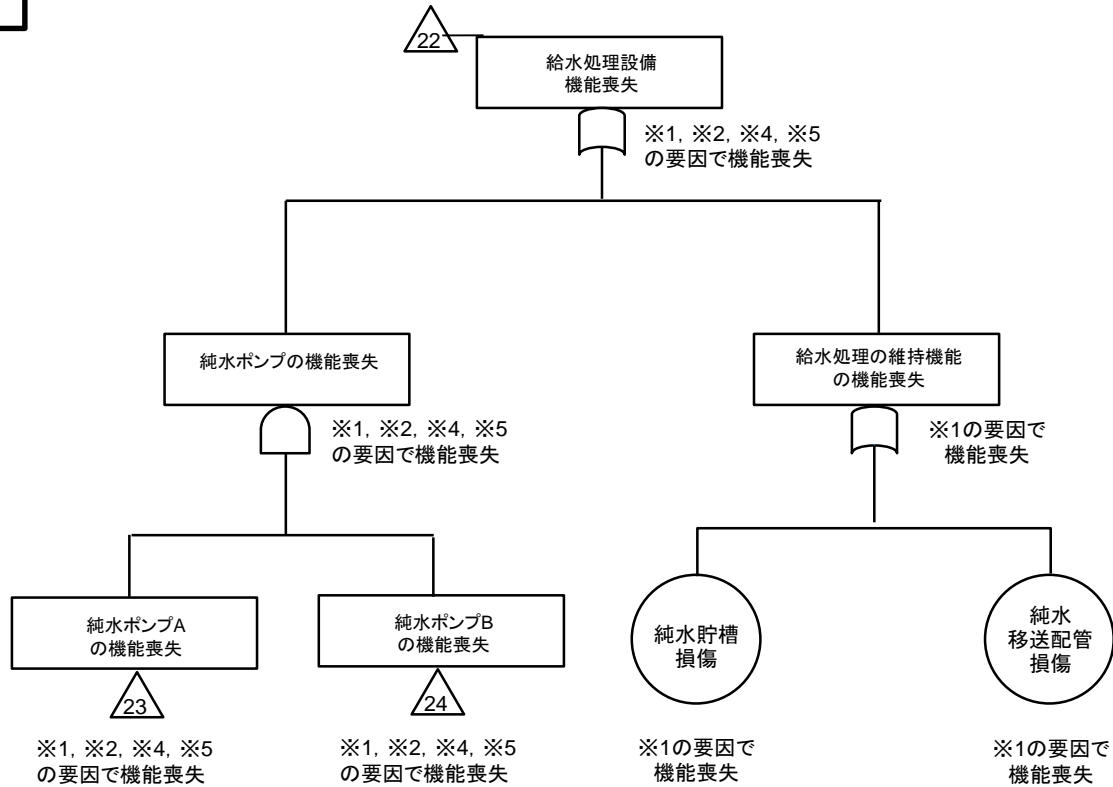 22
給水処理設備
機能喪失
※1, ※2, ※4, ※5
の要因で機能喪失
純水ポンプの機能喪失
※1, ※2, ※4, ※5
の要因で機能喪失
給水処理の維持機能
の機能喪失
※1の要因で
機能喪失
純水ポンプA
の機能喪失
23
※1, ※2, ※4, ※5
の要因で機能喪失
純水ポンプB
の機能喪失
24
※1, ※2, ※4, ※5
の要因で機能喪失
純水貯槽
損傷
※1の要因で
機能喪失
純水
移送配管
損傷
※1の要因で
機能喪失